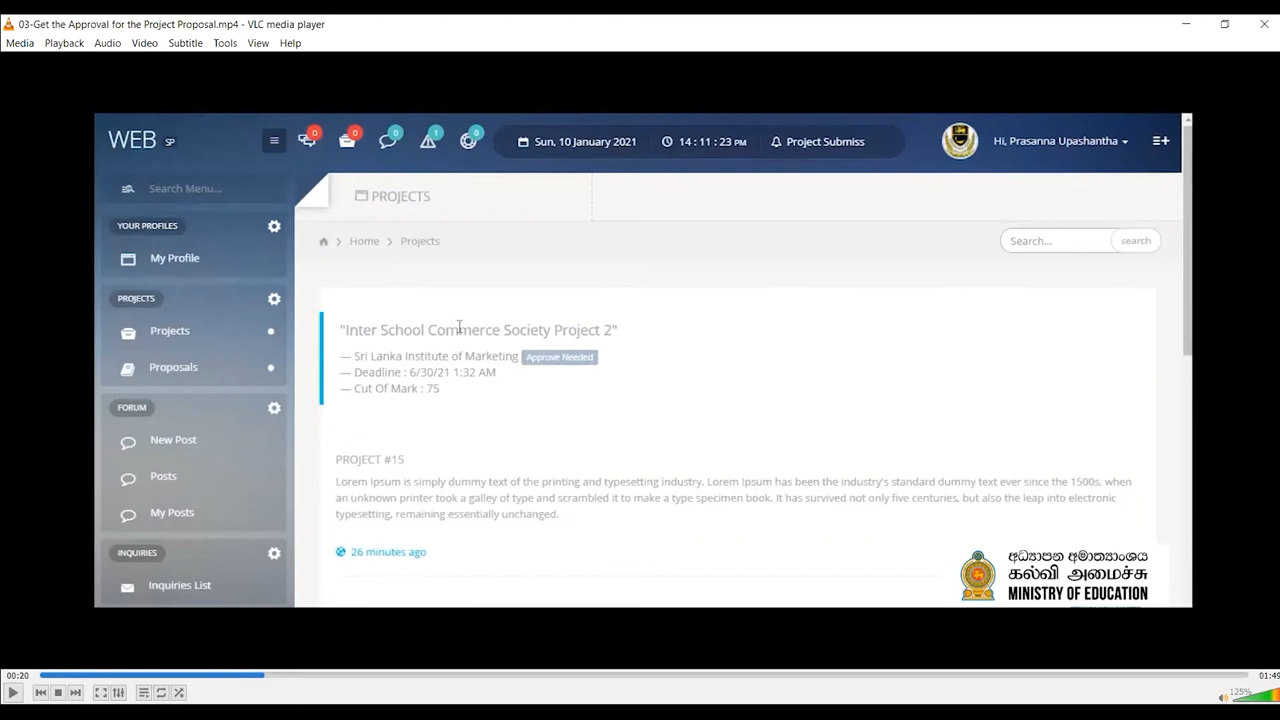 03-Get the Approval for the Project Proposal.mp4 - VLC media player
Media Playback Audio Video Subtitle Tools View Help
WEB SP
0 0 0 1 0
Sun, 10 January 2021 14 : 11 : 23 PM Project Submiss
Hi, Prasanna Upashantha
Search Menu...
PROJECTS
YOUR PROFILES
Home Projects
Search... search
My Profile
PROJECTS
Projects
Proposals
FORUM
New Post
Posts
My Posts
INQUIRIES
Inquiries List
"Inter School Commerce Society Project 2"
— Sri Lanka Institute of Marketing Approve Needed
— Deadline : 6/30/21 1:32 AM
— Cut Of Mark : 75
PROJECT #15
Lorem Ipsum is simply dummy text of the printing and typesetting industry. Lorem Ipsum has been the industry's standard dummy text ever since the 1500s, when
an unknown printer took a galley of type and scrambled it to make a type specimen book. It has survived not only five centuries, but also the leap into electronic
typesetting, remaining essentially unchanged.
26 minutes ago
අධ්‍යාපන අමාත්‍යාංශය
கல்வி அமைச்சு
MINISTRY OF EDUCATION
00:20 01:49
125%